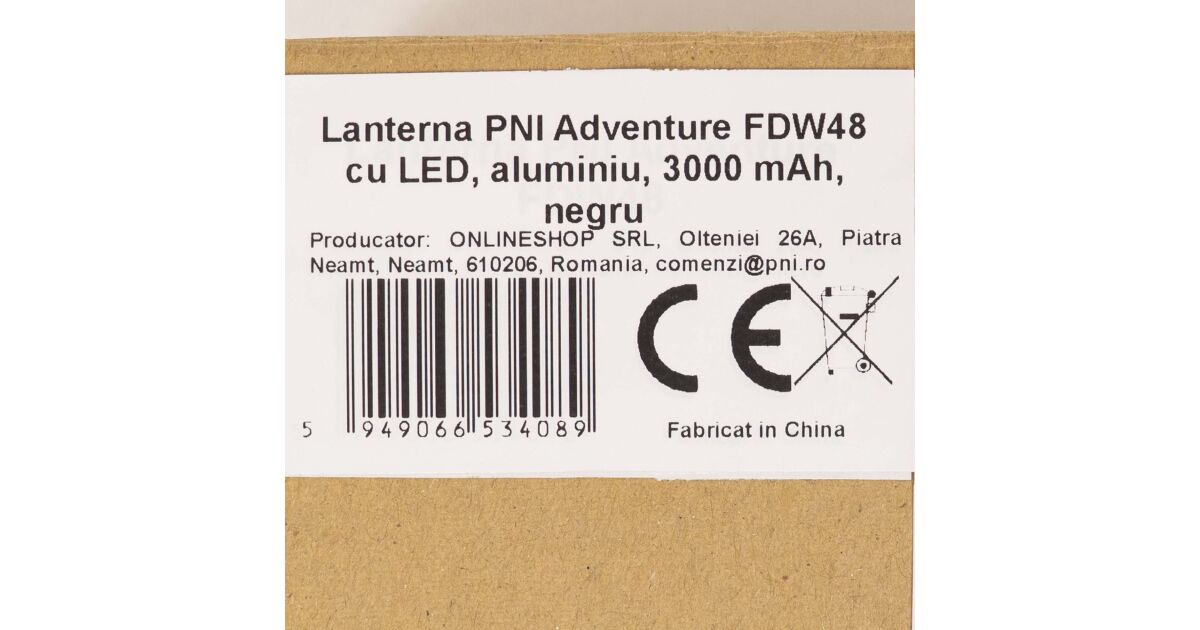 Lanterna PNI Adventure FDW48
cu LED, aluminiu, 3000 mAh,
negru
Producator: ONLINESHOP SRL, Olteniei 26A, Piatra
Neamt, Neamt, 610206, Romania, comenzi@pni.ro
CE
5 949066 534089
Fabricat in China